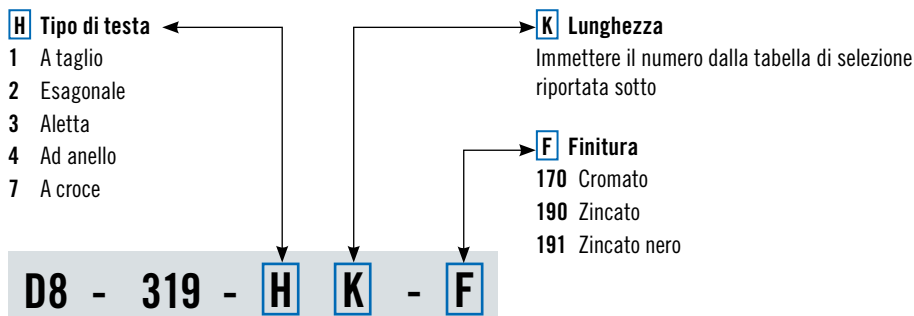 H Tipo di testa
1 A taglio
2 Esagonale
3 Aletta
4 Ad anello
7 A croce
K Lunghezza
Immettere il numero dalla tabella di selezione
riportata sotto
F Finitura
170 Cromato
190 Zincato
191 Zincato nero
D8 - 319 - H K - F